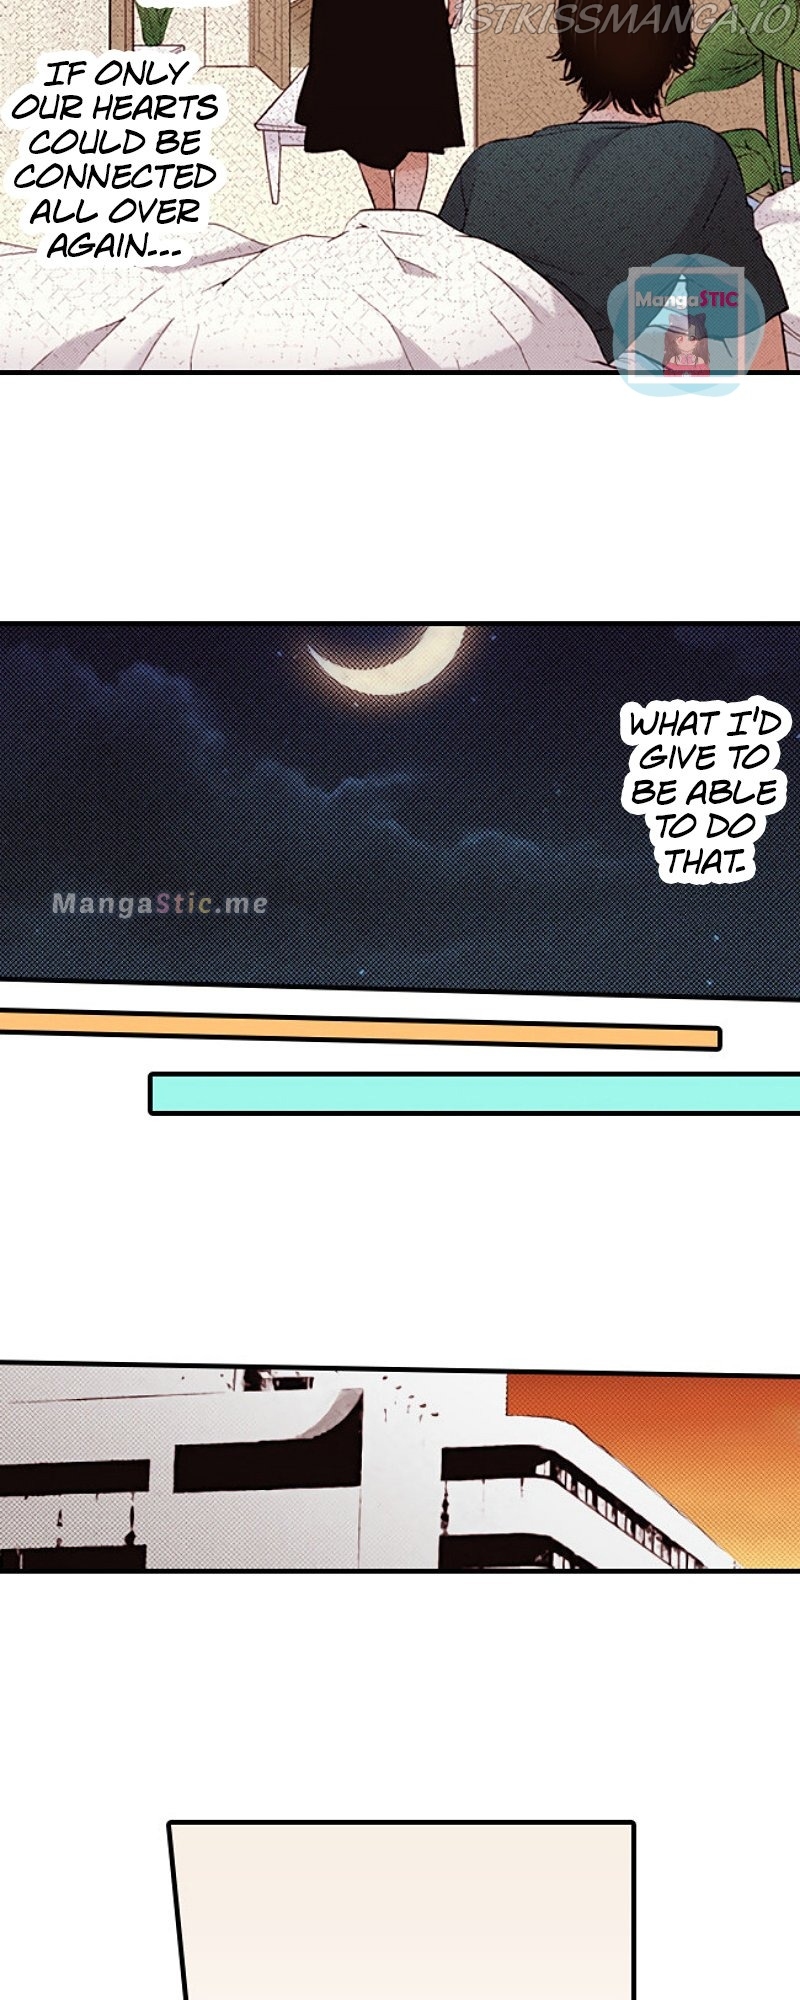 1STKISSMANGA.IO
IF ONLY
OUR HEARTS
COULD BE
CONNECTED
ALL OVER
AGAIN...
MangaSTIC
WHAT I'D
GIVE TO
BE ABLE
TO DO
THAT.
MangaStic.me